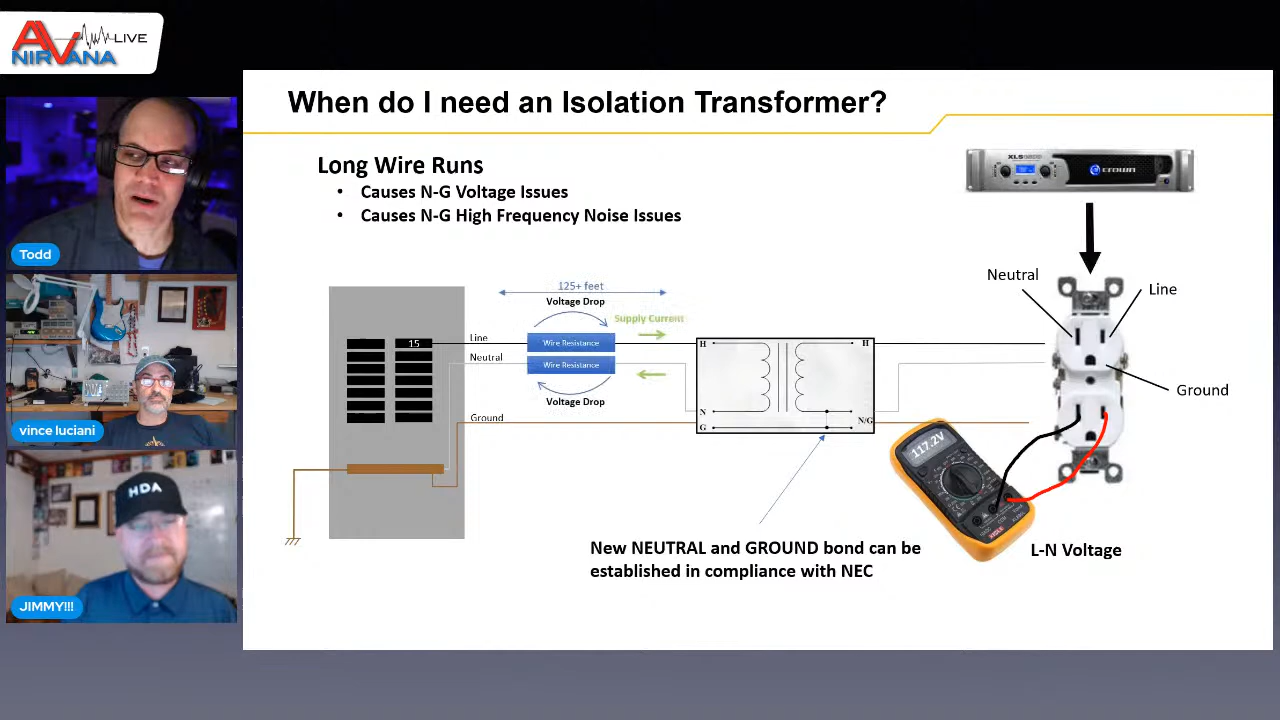 AV LIVE
NIRVANA
When do I need an Isolation Transformer?
Long Wire Runs
• Causes N-G Voltage Issues
• Causes N-G High Frequency Noise Issues
CROWN
Neutral
Line
Ground
125+ feet
Voltage Drop
Supply Current
15
Line
Wire Resistance
H
H
Neutral
Wire Resistance
Voltage Drop
Ground
N
G
N/G
117.2V
New NEUTRAL and GROUND bond can be
established in compliance with NEC
L-N Voltage
Todd
vince luciani
HDA
JIMMY!!!